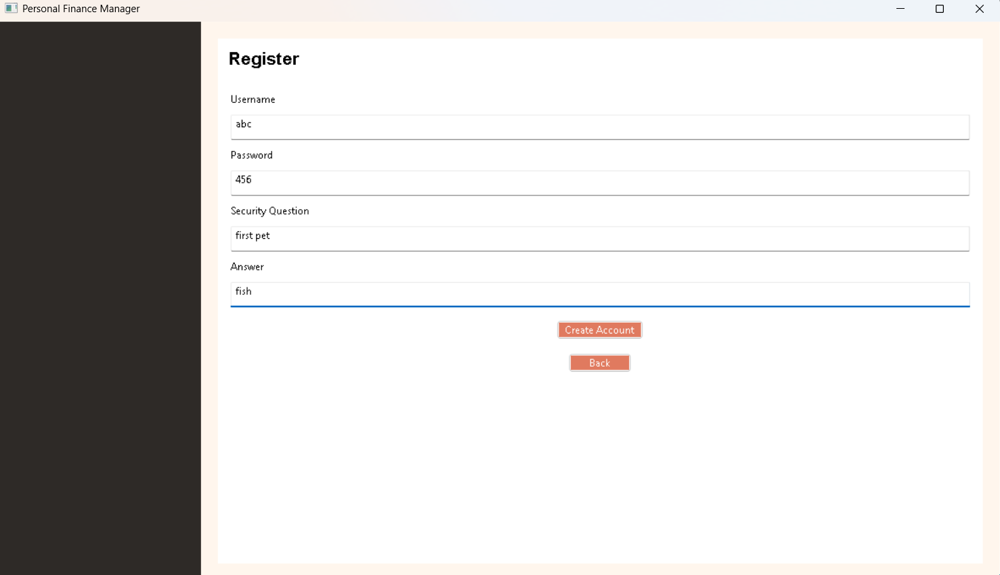 Personal Finance Manager
Register
Username
abc
Password
456
Security Question
first pet
Answer
fish
Create Account
Back